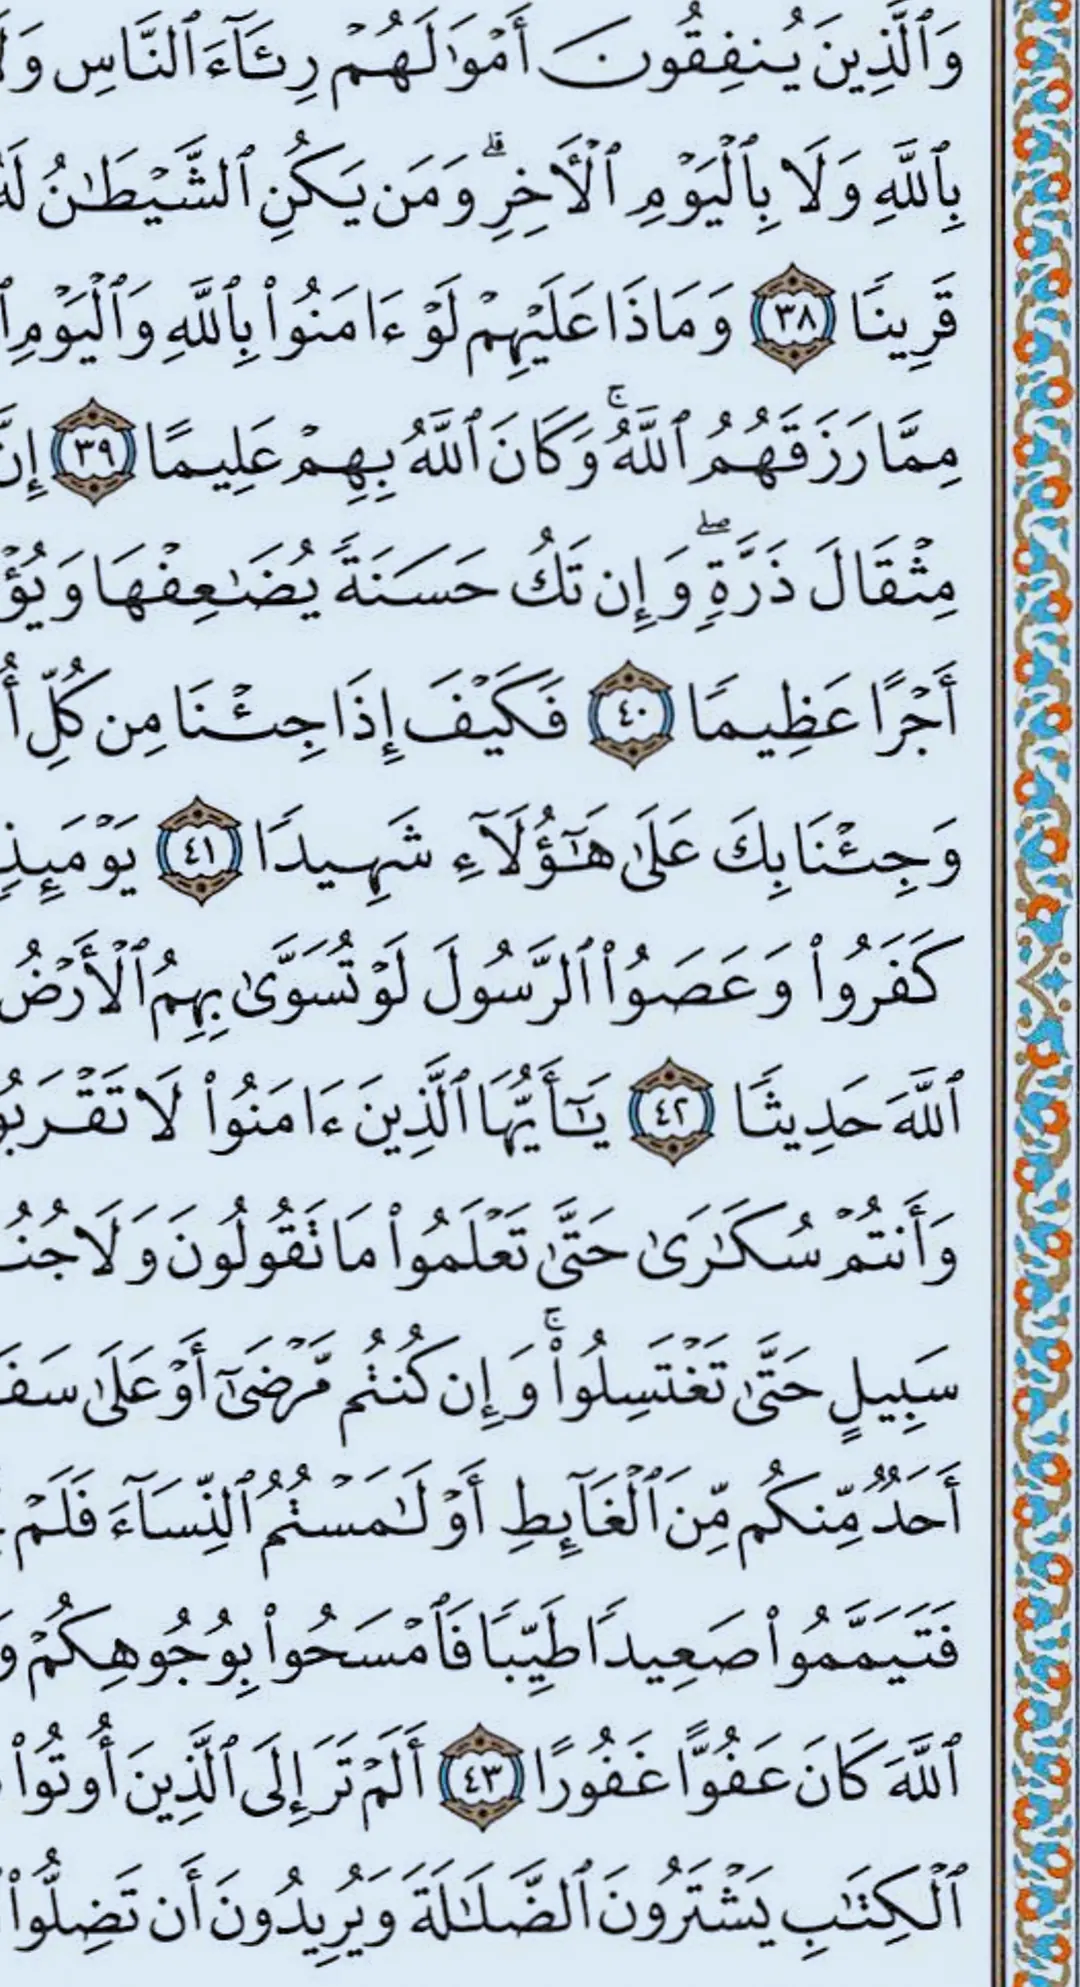 وَٱلَّذِينَ يُنفِقُونَ أَمْوَٰلَهُمْ رِئَآءَ ٱلنَّاسِ وَلَا
بِٱللَّهِ وَلَا بِٱلْيَوْمِ ٱلْأَخِرِ ۗ وَمَن يَكُنِ ٱلشَّيْطَٰنُ لَهُ
قَرِينًا ٣٨ وَمَاذَا عَلَيْهِمْ لَوْ ءَامَنُوا۟ بِٱللَّهِ وَٱلْيَوْمِ
مِمَّا رَزَقَهُمُ ٱللَّهُ ۚ وَكَانَ ٱللَّهُ بِهِمْ عَلِيمًا ٣٩ إِنَّ
مِثْقَالَ ذَرَّةٍ ۖ وَإِن تَكُ حَسَنَةً يُضَٰعِفْهَا وَيُؤْ
أَجْرًا عَظِيمًا ٤٠ فَكَيْفَ إِذَا جِئْنَا مِن كُلِّ أُ
وَجِئْنَا بِكَ عَلَىٰ هَٰٓؤُلَآءِ شَهِيدًا ٤١ يَوْمَئِذٍ
كَفَرُوا۟ وَعَصَوُا۟ ٱلرَّسُولَ لَوْ تُسَوَّىٰ بِهِمُ ٱلْأَرْضُ
ٱللَّهَ حَدِيثًا ٤٢ يَٰٓأَيُّهَا ٱلَّذِينَ ءَامَنُوا۟ لَا تَقْرَبُو
وَأَنتُمْ سُكَٰرَىٰ حَتَّىٰ تَعْلَمُوا۟ مَا تَقُولُونَ وَلَا جُنُ
سَبِيلٍ حَتَّىٰ تَغْتَسِلُوا۟ ۚ وَإِن كُنتُم مَّرْضَىٰٓ أَوْ عَلَىٰ سَفَ
أَحَدٌ مِّنكُم مِّنَ ٱلْغَآئِطِ أَوْ لَٰمَسْتُمُ ٱلنِّسَآءَ فَلَمْ
فَتَيَمَّمُوا۟ صَعِيدًا طَيِّبًا فَٱمْسَحُوا۟ بِوُجُوهِكُمْ وَ
ٱللَّهَ كَانَ عَفُوًّا غَفُورًا ٤٣ أَلَمْ تَرَ إِلَى ٱلَّذِينَ أُوتُوا۟
ٱلْكِتَٰبِ يَشْتَرُونَ ٱلضَّلَٰلَةَ وَيُرِيدُونَ أَن تَضِلُّوا۟